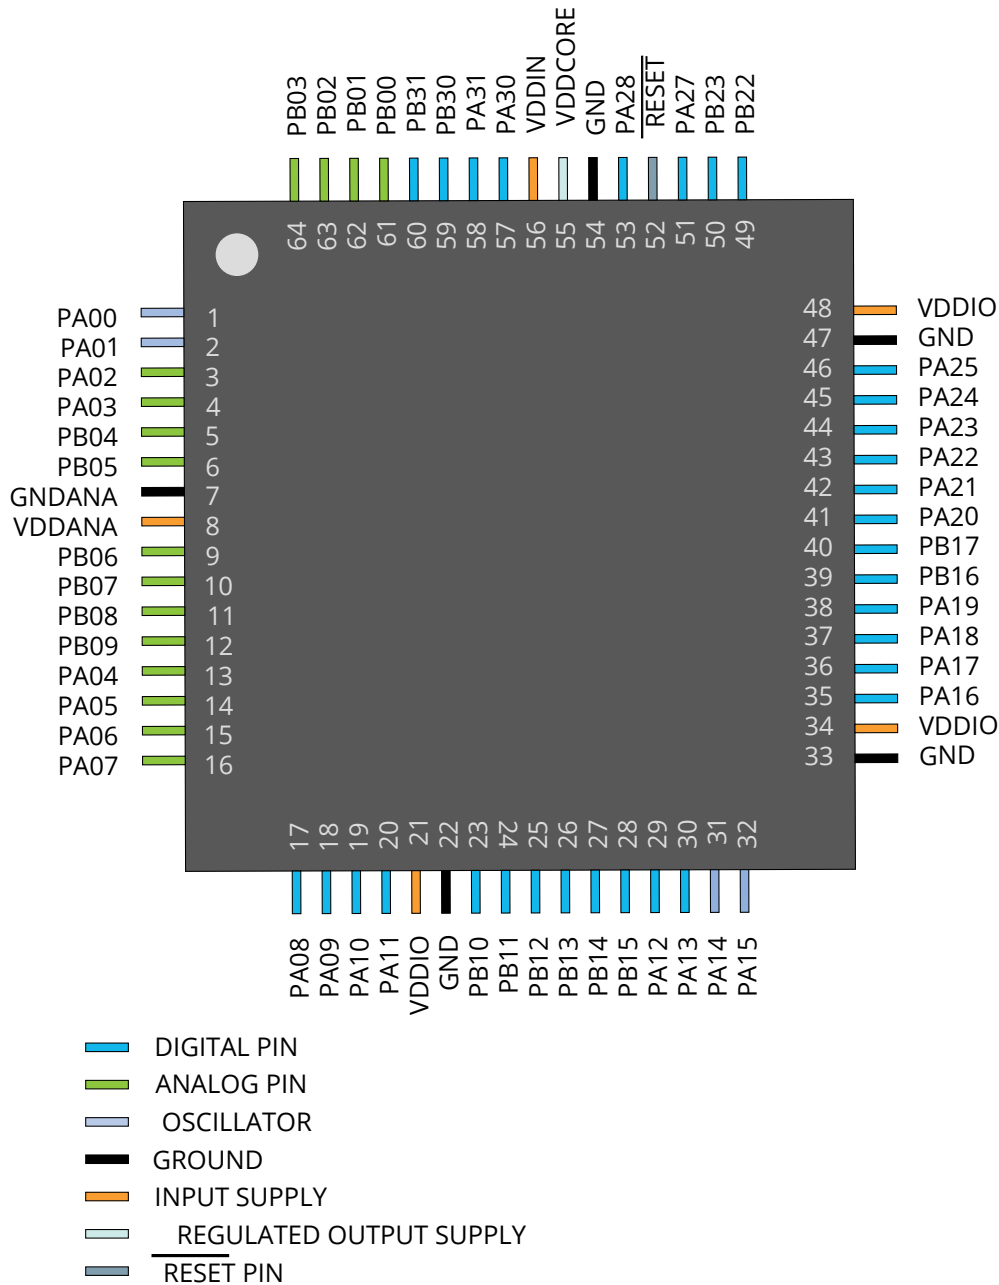 PB03 PB02 PB01 PB00 PB31 PB30 PA31 PA30 VDDIN VDDCORE GND PA28 RESET PA27 PB23 PB22
64 63 62 61 60 59 58 57 56 55 54 53 52 51 50 49
PA00 1 48 VDDIO
PA01 2 47 GND
PA02 3 46 PA25
PA03 4 45 PA24
PB04 5 44 PA23
PB05 6 43 PA22
GNDANA 7 42 PA21
VDDANA 8 41 PA20
PB06 9 40 PB17
PB07 10 39 PB16
PB08 11 38 PA19
PB09 12 37 PA18
PA04 13 36 PA17
PA05 14 35 PA16
PA06 15 34 VDDIO
PA07 16 33 GND
17 18 19 20 21 22 23 24 25 26 27 28 29 30 31 32
PA08 PA09 PA10 PA11 VDDIO GND PB10 PB11 PB12 PB13 PB14 PB15 PA12 PA13 PA14 PA15
DIGITAL PIN
ANALOG PIN
OSCILLATOR
GROUND
INPUT SUPPLY
REGULATED OUTPUT SUPPLY
RESET PIN